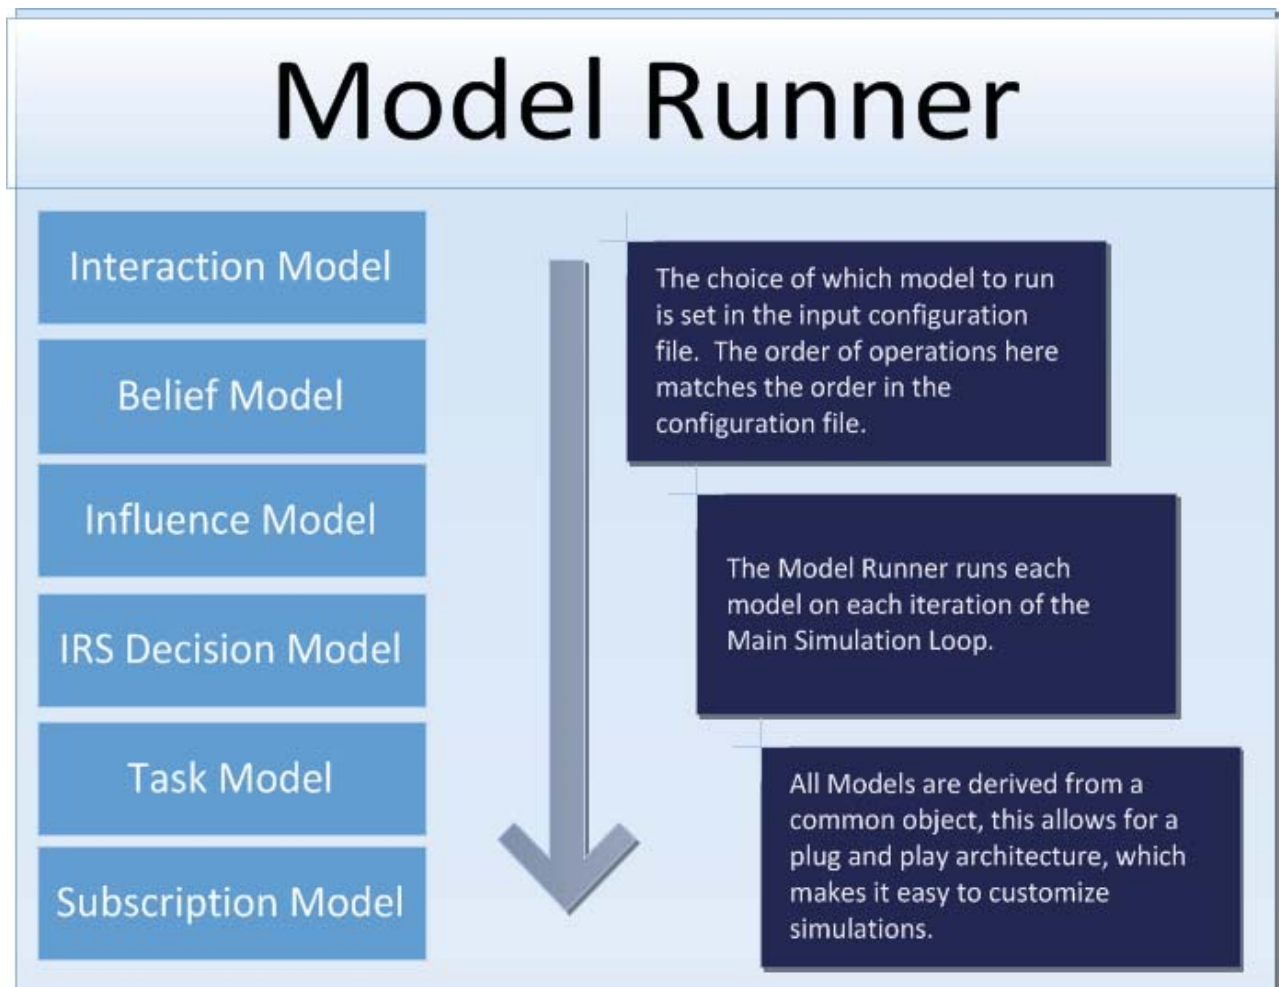 Model Runner
Interaction Model
Belief Model
Influence Model
IRS Decision Model
Task Model
Subscription Model
The choice of which model to run
is set in the input configuration
file.  The order of operations here
matches the order in the
configuration file.
The Model Runner runs each
model on each iteration of the
Main Simulation Loop.
All Models are derived from a
common object, this allows for a
plug and play architecture, which
makes it easy to customize
simulations.